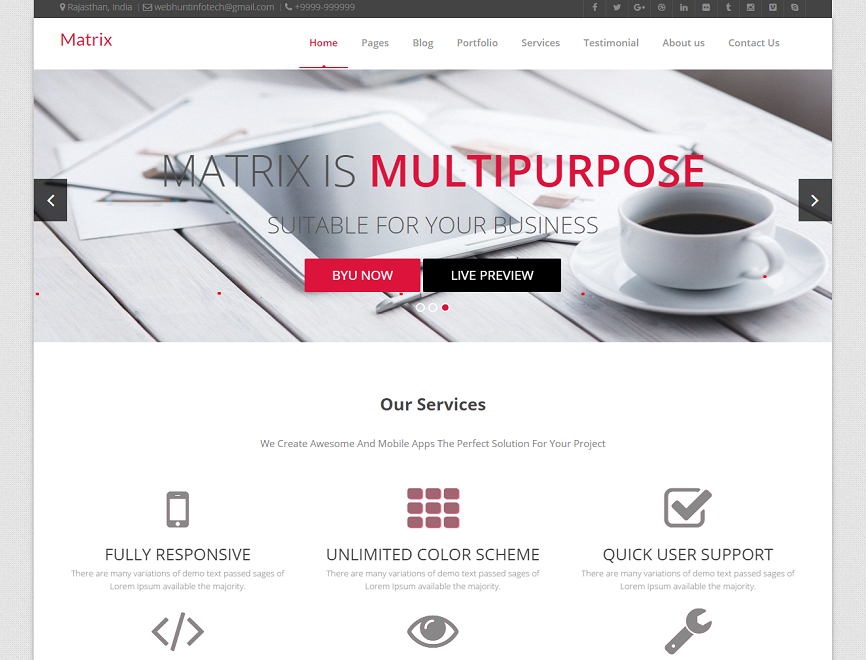 Rajasthan, India | webhuntinfotech@gmail.com | +9999-999999
Matrix
Home Pages Blog Portfolio Services Testimonial About us Contact Us
MATRIX IS MULTIPURPOSE
SUITABLE FOR YOUR BUSINESS
BYU NOW LIVE PREVIEW
Our Services
We Create Awesome And Mobile Apps The Perfect Solution For Your Project
FULLY RESPONSIVE UNLIMITED COLOR SCHEME QUICK USER SUPPORT
There are many variations of demo text passed sages of There are many variations of demo text passed sages of There are many variations of demo text passed sages of
Lorem Ipsum available the majority. Lorem Ipsum available the majority. Lorem Ipsum available the majority.